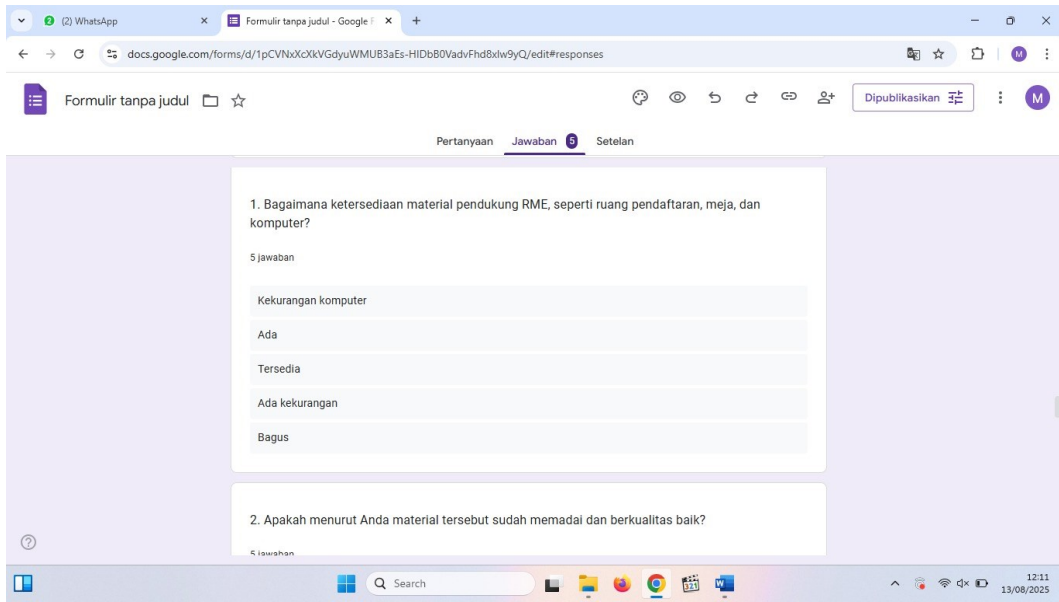 (2) WhatsApp
Formulir tanpa judul - Google F
docs.google.com/forms/d/1pCVNxXcXkVGdyuWMUB3aEs-HIDbB0VadvFhd8xlw9yQ/edit#responses
M
Formulir tanpa judul
Dipublikasikan
M
Pertanyaan Jawaban 5 Setelan
1. Bagaimana ketersediaan material pendukung RME, seperti ruang pendaftaran, meja, dan
komputer?
5 jawaban
Kekurangan komputer
Ada
Tersedia
Ada kekurangan
Bagus
2. Apakah menurut Anda material tersebut sudah memadai dan berkualitas baik?
5 jawaban
Search
321
W
12:11
13/08/2025